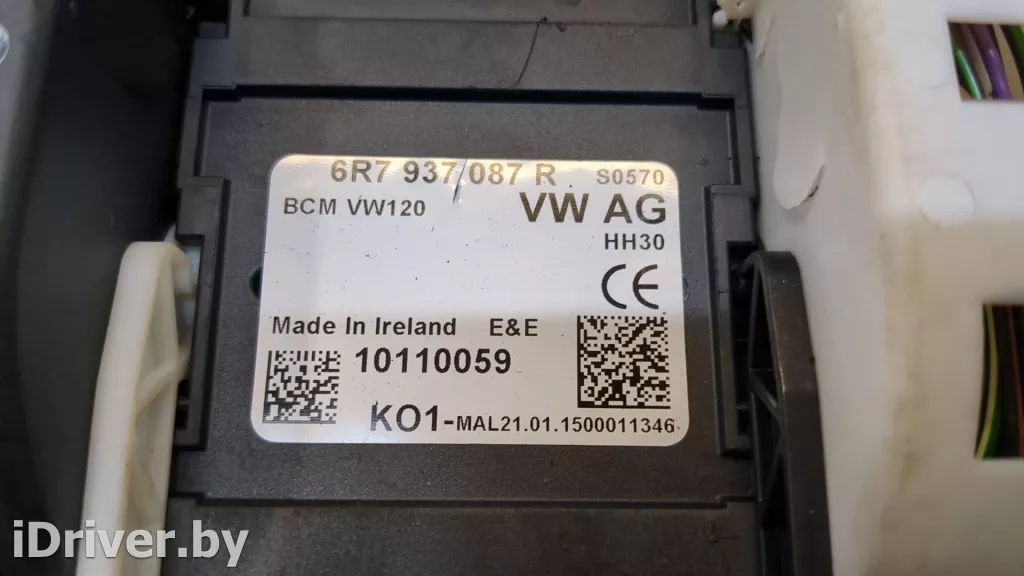 6R7 937 087 R S0570
BCM VW120 VW AG
HH30
CE
Made In Ireland E&E
10110059
KO1-MAL21.01.1500011346
iDriver.by